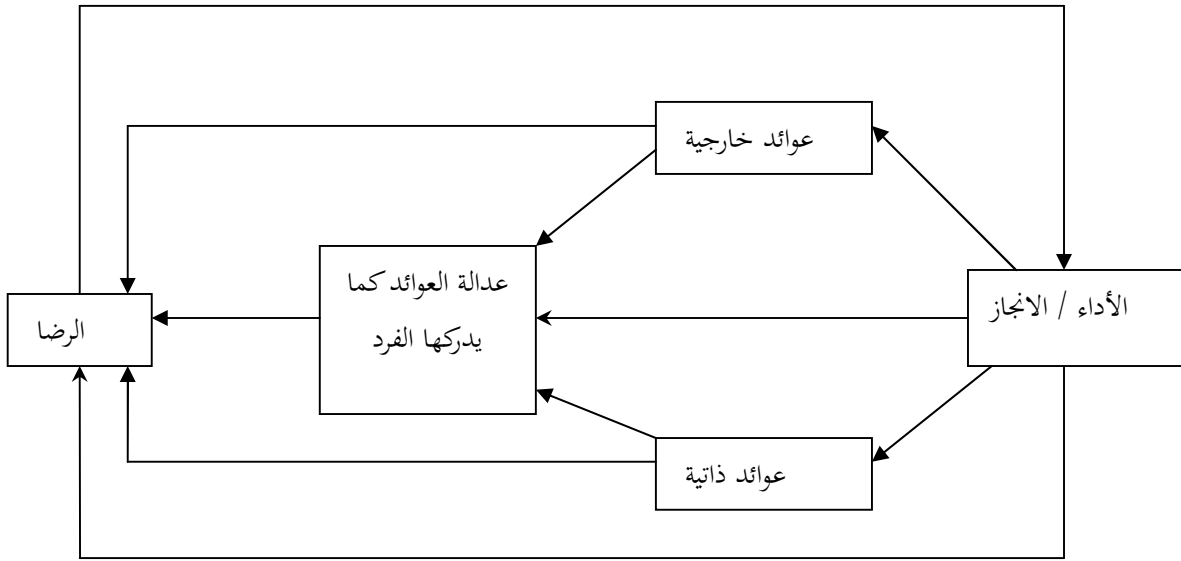 عوائد خارجية
عدالة العوائد كما
يدركها الفرد
الأداء / الانجاز
الرضا
عوائد ذاتية